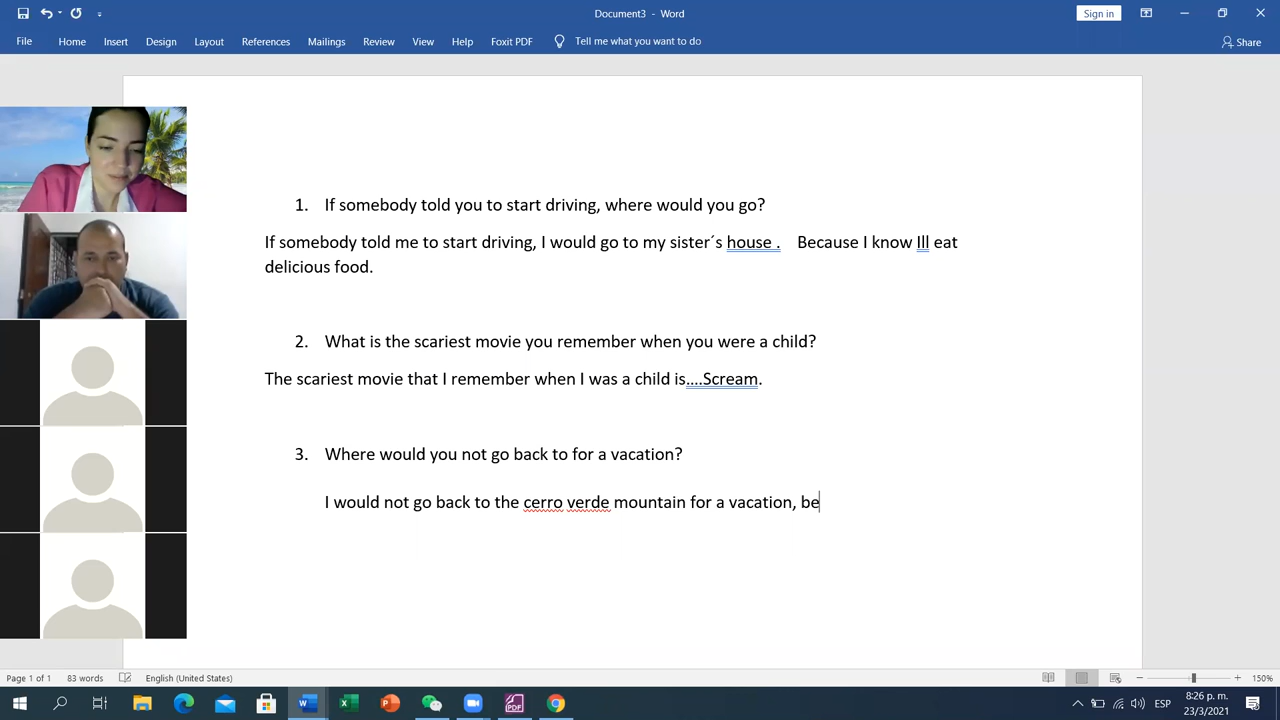 Document3 - Word
Sign in
File Home Insert Design Layout References Mailings Review View Help Foxit PDF Tell me what you want to do Share
1. If somebody told you to start driving, where would you go?
If somebody told me to start driving, I would go to my sister´s house . Because I know Ill eat
delicious food.
2. What is the scariest movie you remember when you were a child?
The scariest movie that I remember when I was a child is....Scream.
3. Where would you not go back to for a vacation?
I would not go back to the cerro verde mountain for a vacation, be
Page 1 of 1 83 words English (United States) 150%
ESP
8:26 p. m.
23/3/2021